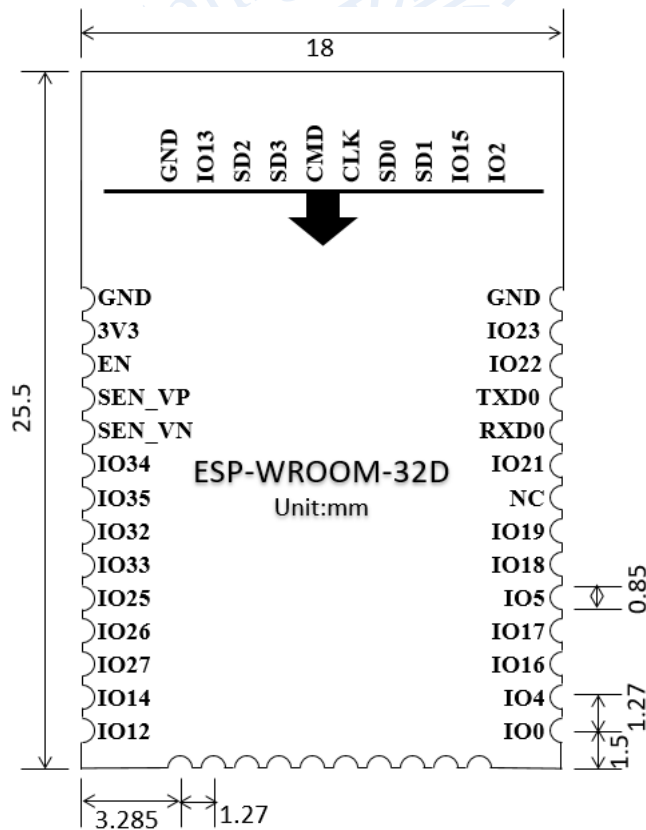 18
GND IO13 SD2 SD3 CMD CLK SD0 SD1 IO15 IO2
25.5
GND GND
3V3 IO23
EN IO22
SEN_VP TXD0
SEN_VN RXD0
IO34 IO21
ESP-WROOM-32D
Unit:mm
IO35 NC
IO32 IO19
IO33 IO18
IO25 IO5
0.85
IO26 IO17
IO27 IO16
IO14 IO4
1.27
IO12 IO0
1.5
3.285
1.27